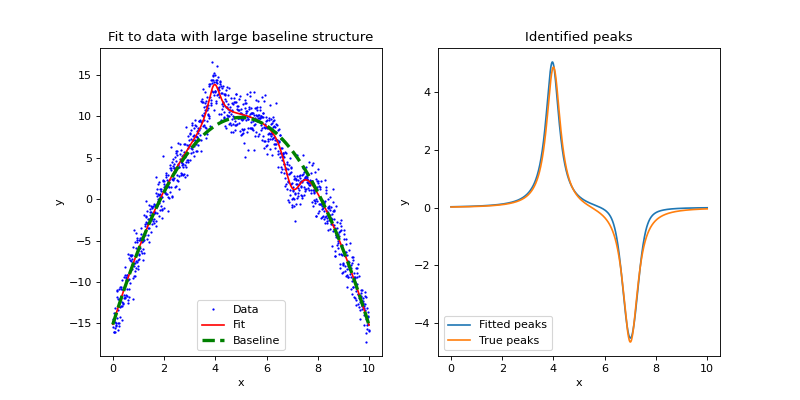 Fit to data with large baseline structure
15
10
5
0
−5
−10
−15
y
0 2 4 6 8 10
x
Data
Fit
Baseline
Identified peaks
4
2
0
−2
−4
y
0 2 4 6 8 10
x
Fitted peaks
True peaks